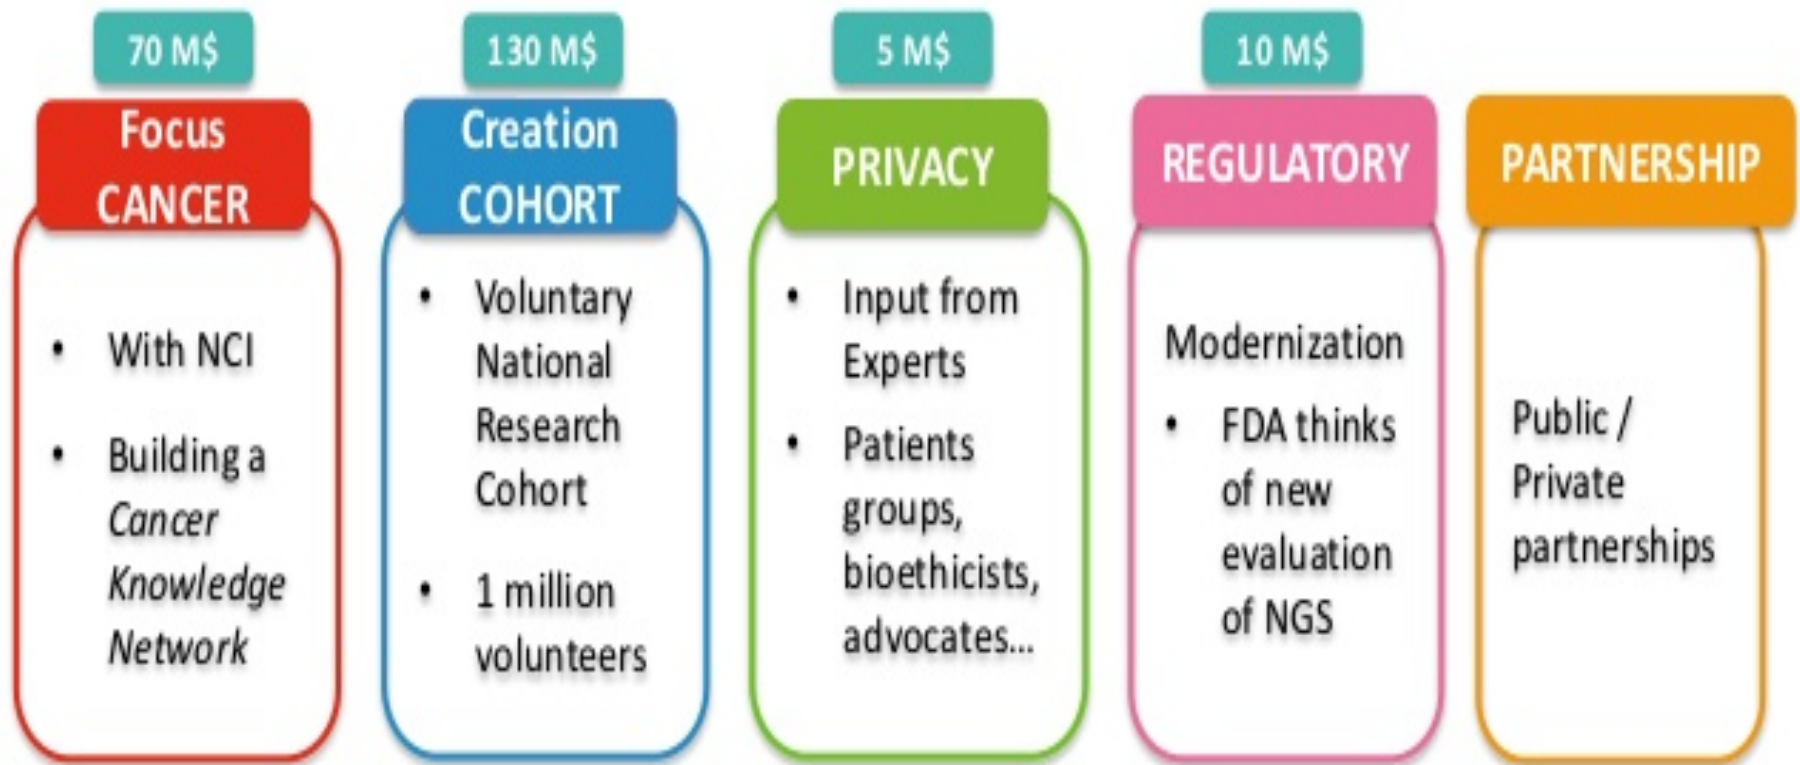 70 M$
Focus
CANCER
• With NCI
• Building a
Cancer
Knowledge
Network
130 M$
Creation
COHORT
• Voluntary
National
Research
Cohort
• 1 million
volunteers
5 M$
PRIVACY
• Input from
Experts
• Patients
groups,
bioethicists,
advocates...
10 M$
REGULATORY
Modernization
• FDA thinks
of new
evaluation
of NGS
PARTNERSHIP
Public /
Private
partnerships